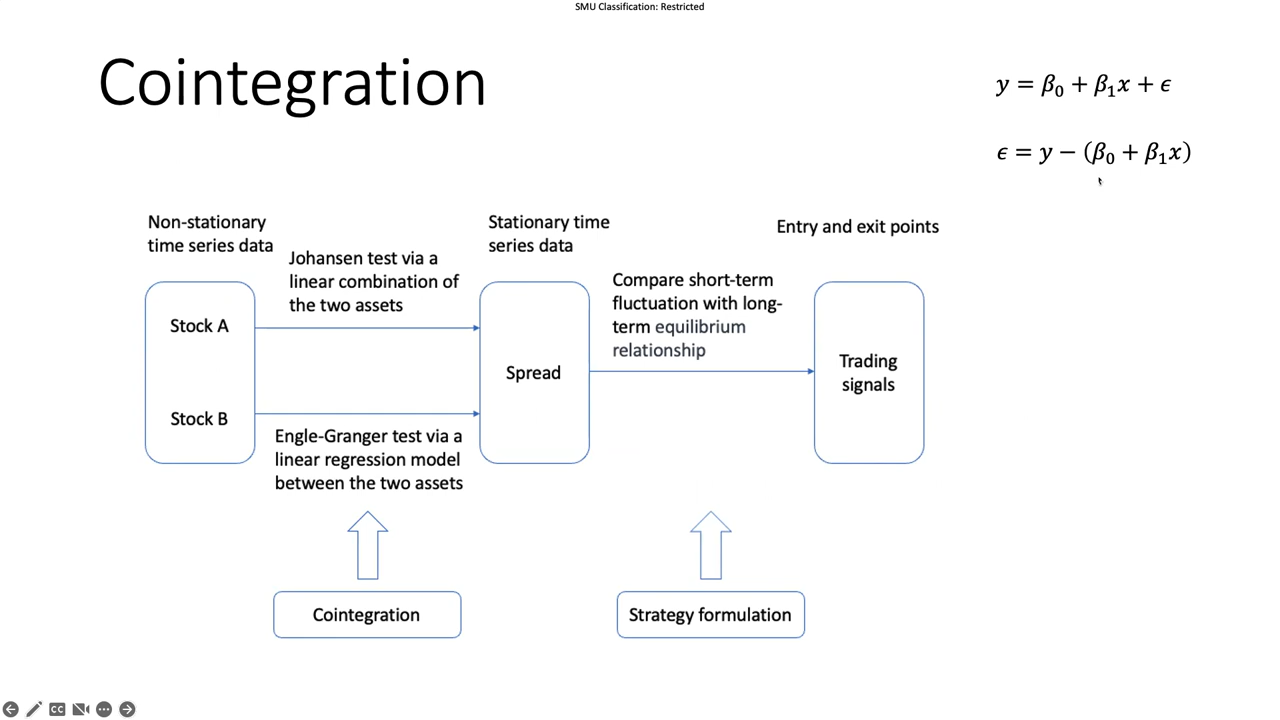 SMU Classification: Restricted
Cointegration
y = β₀ + β₁x + ϵ
ϵ = y − (β₀ + β₁x)
Non-stationary
time series data
Johansen test via a
linear combination of
the two assets
Stationary time
series data
Compare short-term
fluctuation with long-
term equilibrium
relationship
Entry and exit points
Stock A
Stock B
Spread
Trading
signals
Engle-Granger test via a
linear regression model
between the two assets
Cointegration
Strategy formulation
CC